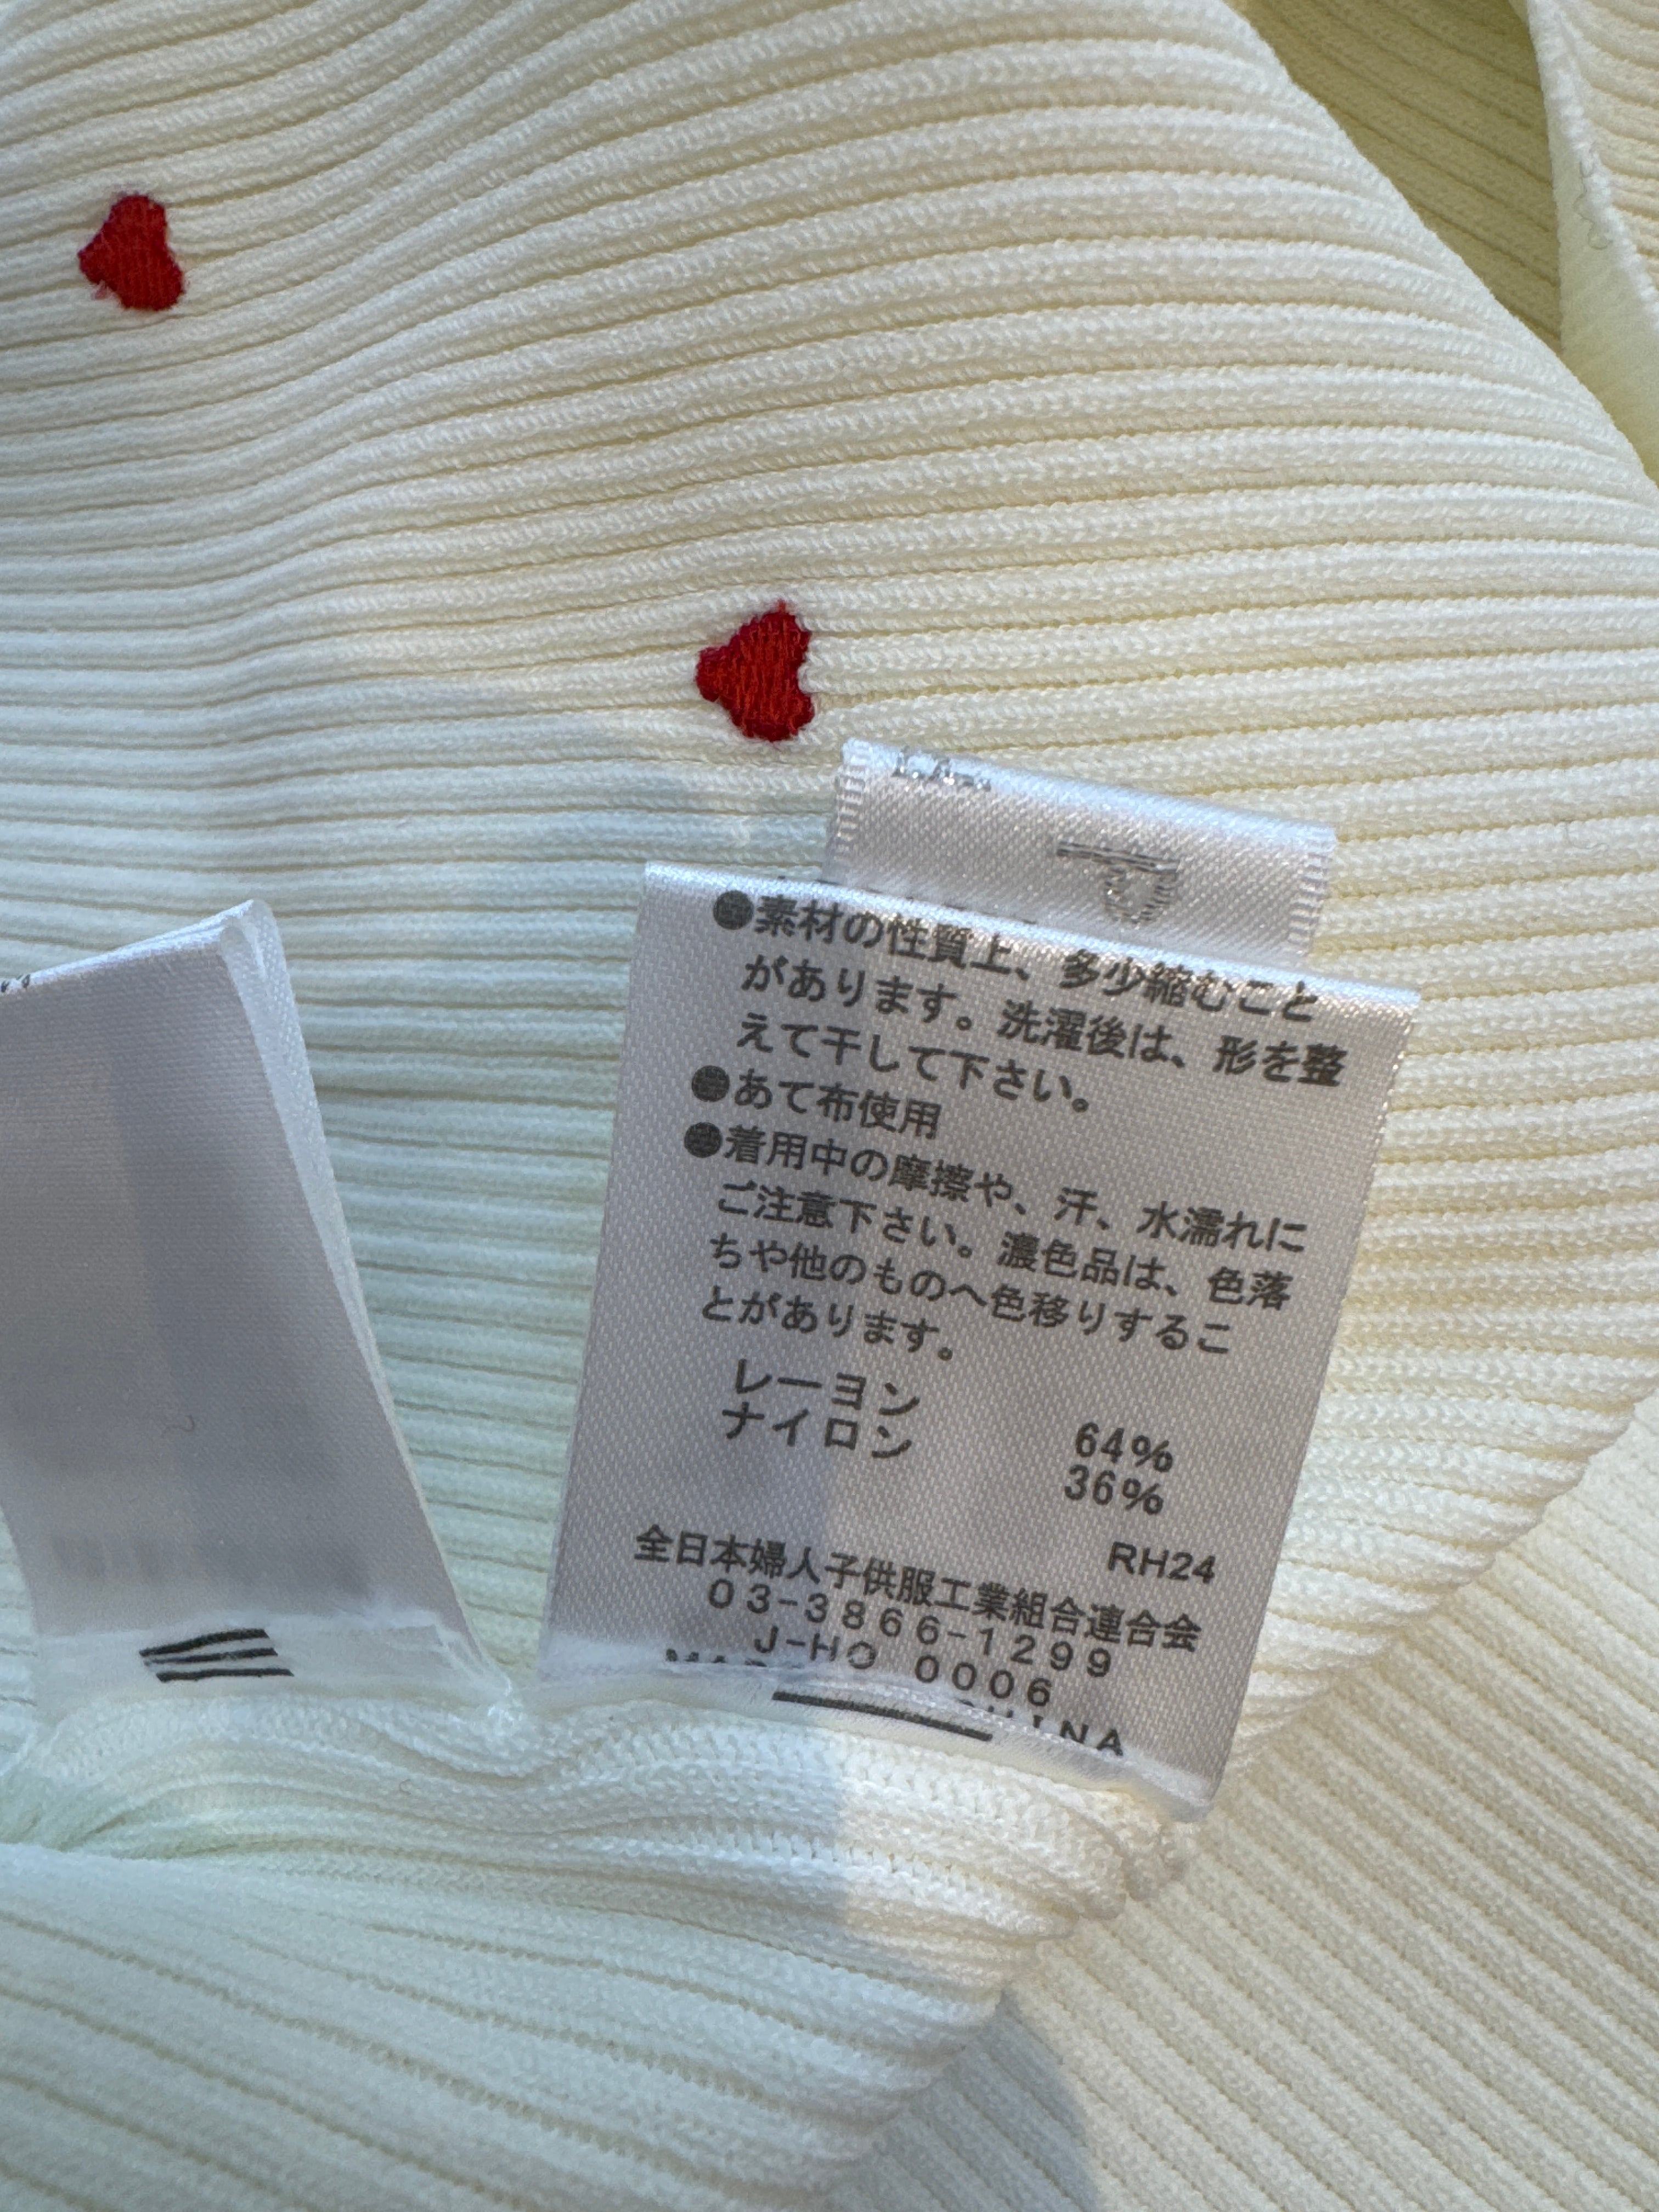 ●素材の性質上、多少縮むこと
があります。洗濯後は、形を整
えて干して下さい。
●あて布使用
●着用中の摩擦や、汗、水濡れに
ご注意下さい。濃色品は、色落
ちや他のものへ色移りするこ
とがあります。
レーヨン 64%
ナイロン 36%
RH24
全日本婦人子供服工業組合連合会
03-3866-1299
J-HO 0006
CHINA